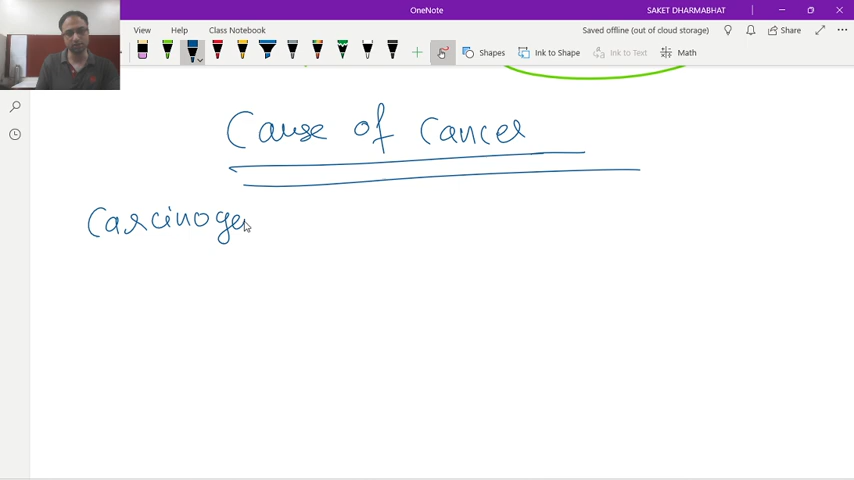 OneNote
SAKET DHARMABHAT
View Help Class Notebook
Saved offline (out of cloud storage) Share
Shapes Ink to Shape Ink to Text Math
Cause of Cancer
Carcinoge